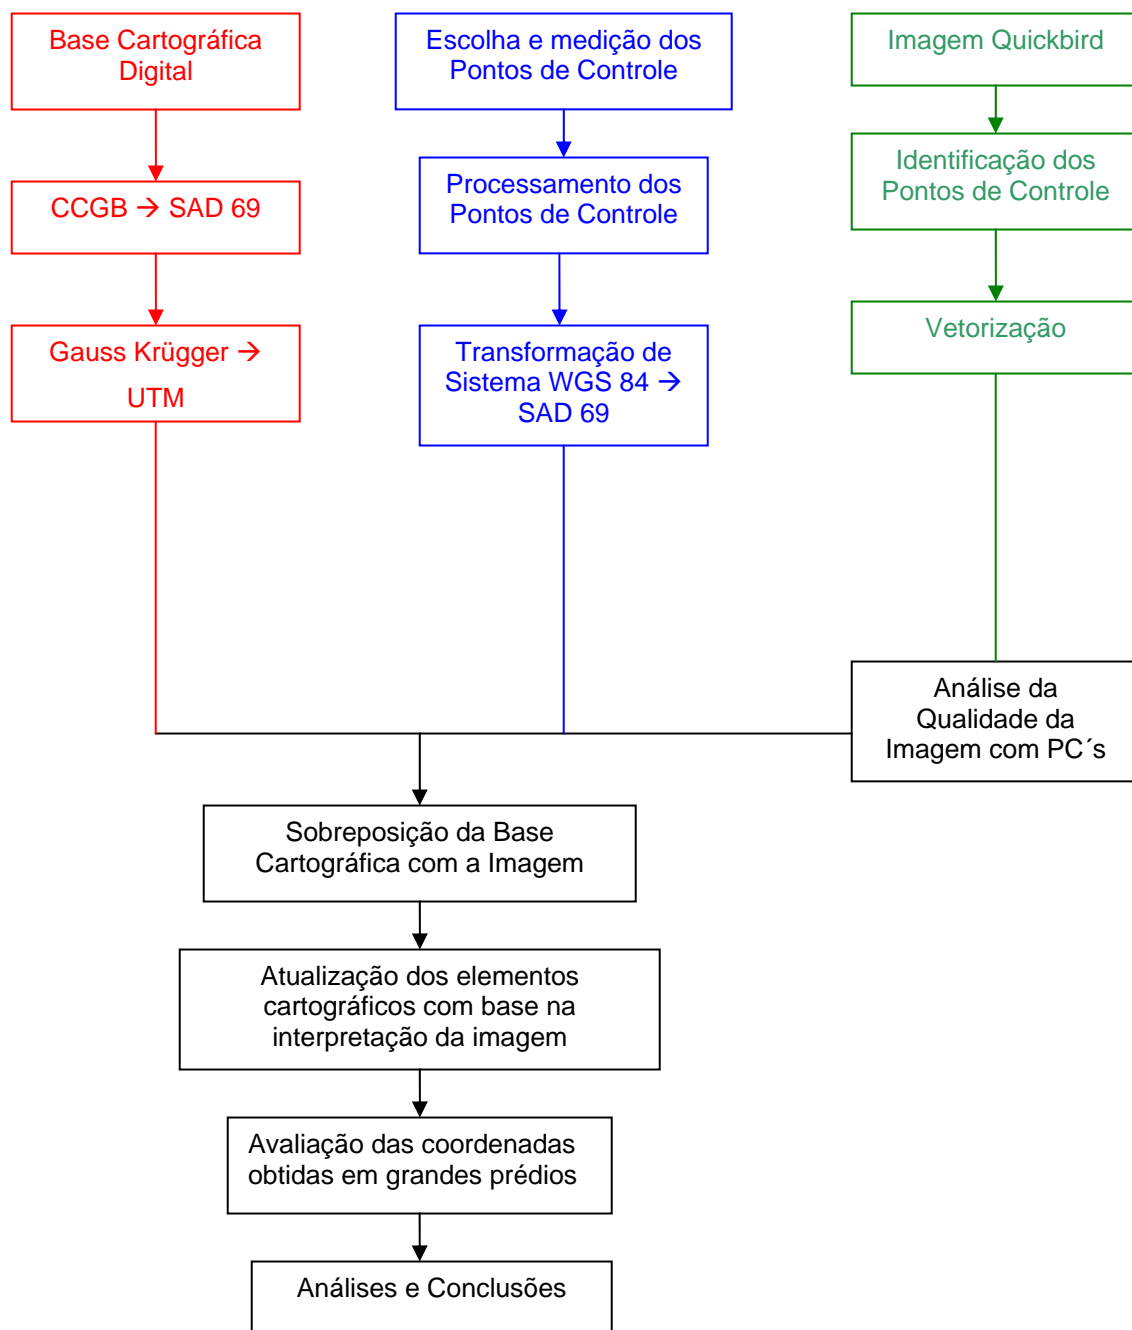 Base Cartográfica
Digital
CCGB → SAD 69
Gauss Krügger →
UTM
Escolha e medição dos
Pontos de Controle
Processamento dos
Pontos de Controle
Transformação de
Sistema WGS 84 →
SAD 69
Imagem Quickbird
Identificação dos
Pontos de Controle
Vetorização
Análise da
Qualidade da
Imagem com PC´s
Sobreposição da Base
Cartográfica com a Imagem
Atualização dos elementos
cartográficos com base na
interpretação da imagem
Avaliação das coordenadas
obtidas em grandes prédios
Análises e Conclusões